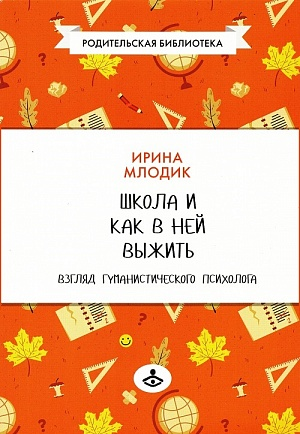 РОДИТЕЛЬСКАЯ БИБЛИОТЕКА
ИРИНА
МЛОДИК
ШКОЛА И
КАК В НЕЙ
ВЫЖИТЬ
ВЗГЛЯД ГУМАНИСТИЧЕСКОГО ПСИХОЛОГА